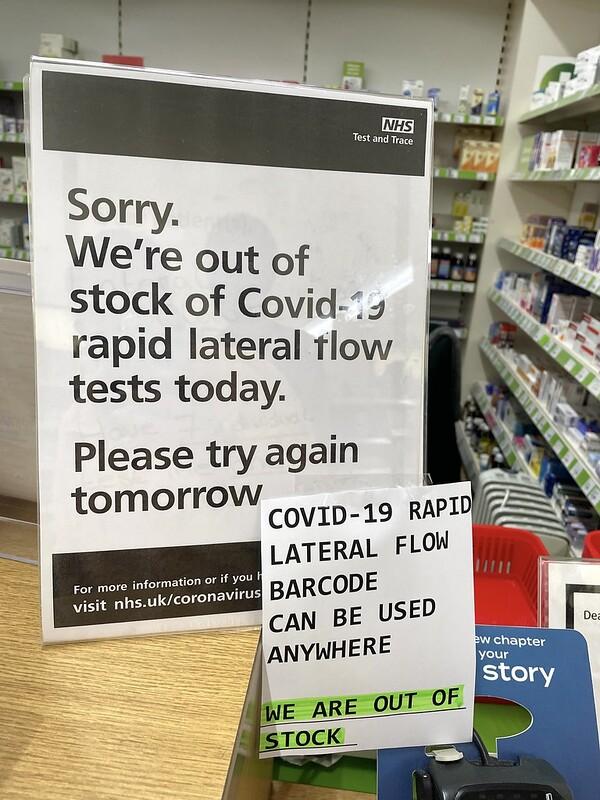 NHS
Test and Trace
Sorry.
We're out of
stock of Covid-19
rapid lateral flow
tests today.
Please try again
tomorrow
For more information or if you
visit nhs.uk/coronavirus
COVID-19 RAPID
LATERAL FLOW
BARCODE
CAN BE USED
ANYWHERE
WE ARE OUT OF
STOCK
chapter
your
story